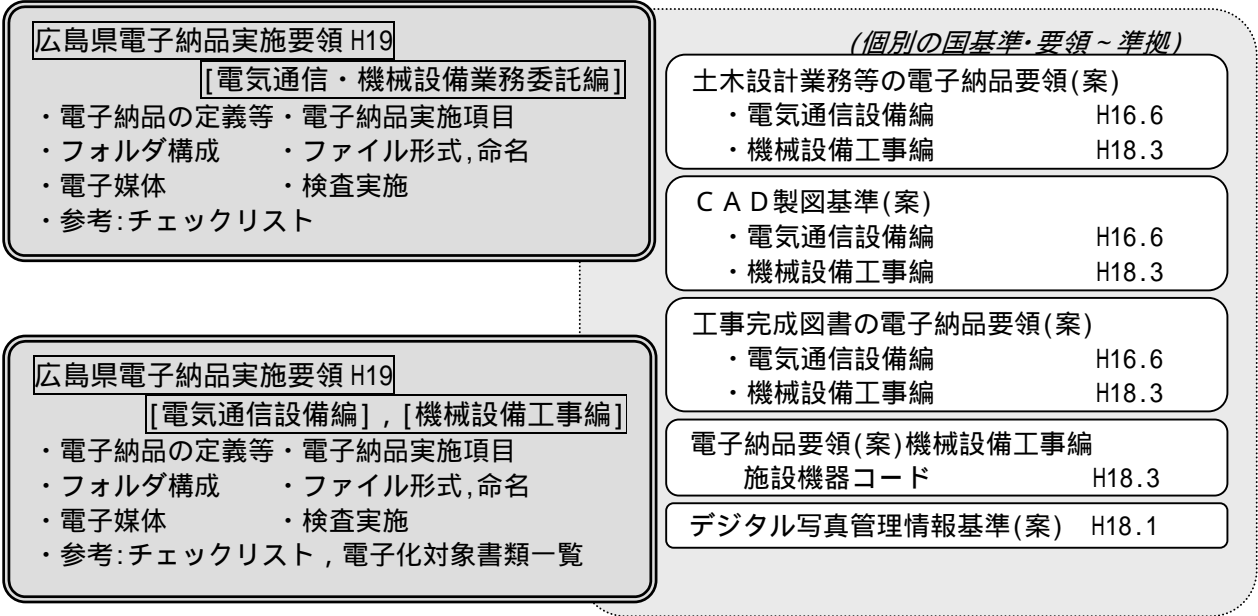 広島県電子納品実施要領 H19
[電気通信・機械設備業務委託編]
・電子納品の定義等・電子納品実施項目
・フォルダ構成　　・ファイル形式,命名
・電子媒体　　　　・検査実施
・参考:チェックリスト
広島県電子納品実施要領 H19
[電気通信設備編] , [機械設備工事編]
・電子納品の定義等・電子納品実施項目
・フォルダ構成　　・ファイル形式,命名
・電子媒体　　　　・検査実施
・参考:チェックリスト , 電子化対象書類一覧
(個別の国基準･要領～準拠)
土木設計業務等の電子納品要領(案)
・電気通信設備編　　H16.6
・機械設備工事編　　H18.3
ＣＡＤ製図基準(案)
・電気通信設備編　　H16.6
・機械設備工事編　　H18.3
工事完成図書の電子納品要領(案)
・電気通信設備編　　H16.6
・機械設備工事編　　H18.3
電子納品要領(案)機械設備工事編
施設機器コード　　H18.3
デジタル写真管理情報基準(案)　H18.1